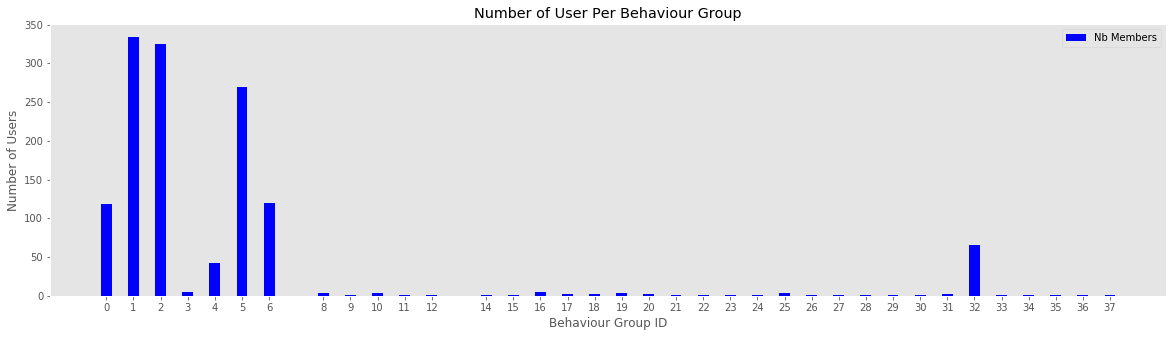 Number of User Per Behaviour Group
Nb Members
350
300
250
200
150
100
50
0
Number of Users
0 1 2 3 4 5 6 8 9 10 11 12 14 15 16 17 18 19 20 21 22 23 24 25 26 27 28 29 30 31 32 33 34 35 36 37
Behaviour Group ID